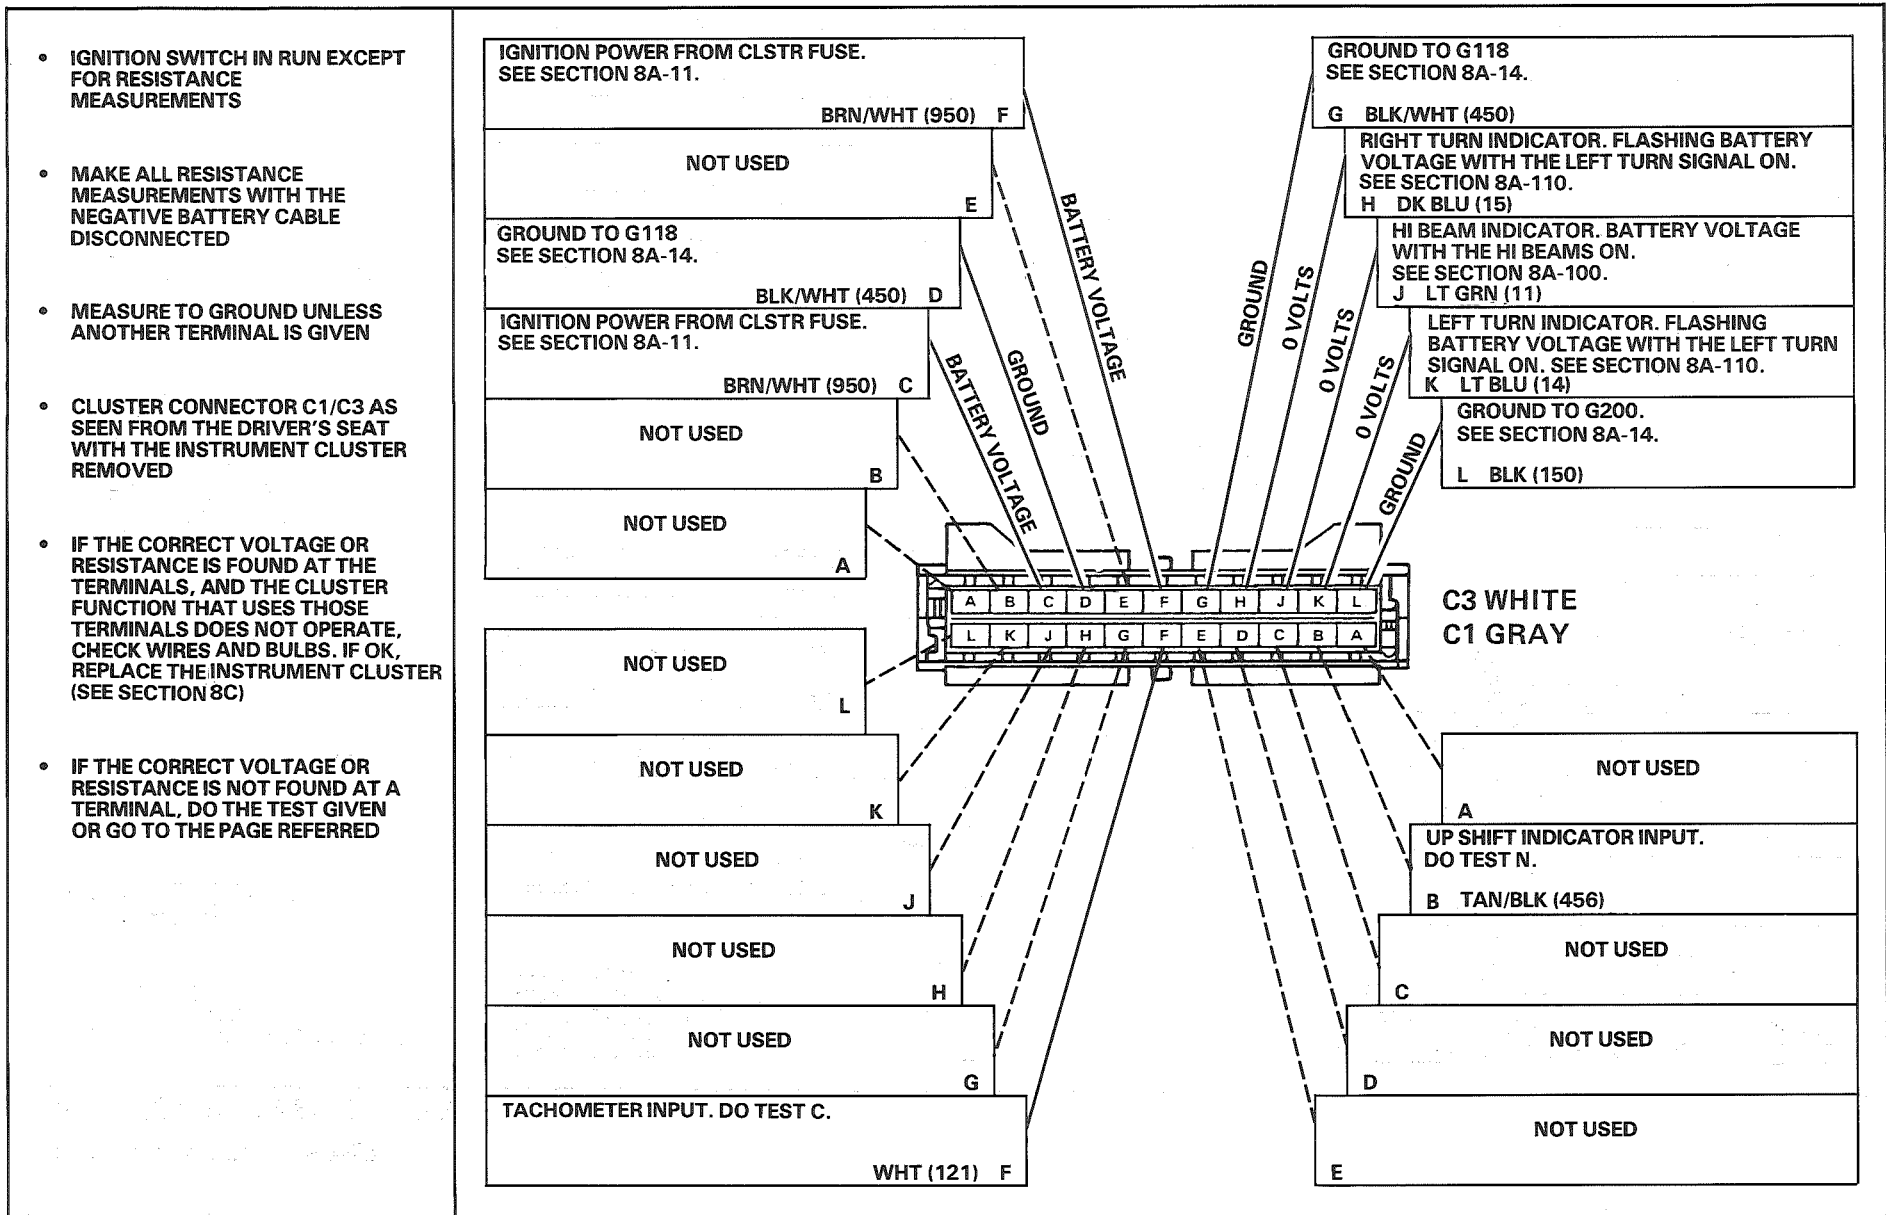 • IGNITION SWITCH IN RUN EXCEPT
FOR RESISTANCE
MEASUREMENTS
• MAKE ALL RESISTANCE
MEASUREMENTS WITH THE
NEGATIVE BATTERY CABLE
DISCONNECTED
• MEASURE TO GROUND UNLESS
ANOTHER TERMINAL IS GIVEN
• CLUSTER CONNECTOR C1/C3 AS
SEEN FROM THE DRIVER'S SEAT
WITH THE INSTRUMENT CLUSTER
REMOVED
• IF THE CORRECT VOLTAGE OR
RESISTANCE IS FOUND AT THE
TERMINALS, AND THE CLUSTER
FUNCTION THAT USES THOSE
TERMINALS DOES NOT OPERATE,
CHECK WIRES AND BULBS. IF OK,
REPLACE THE INSTRUMENT CLUSTER
(SEE SECTION 8C)
• IF THE CORRECT VOLTAGE OR
RESISTANCE IS NOT FOUND AT A
TERMINAL, DO THE TEST GIVEN
OR GO TO THE PAGE REFERRED
IGNITION POWER FROM CLSTR FUSE.
SEE SECTION 8A-11.
BRN/WHT (950) F
NOT USED
E
GROUND TO G118
SEE SECTION 8A-14.
BLK/WHT (450) D
IGNITION POWER FROM CLSTR FUSE.
SEE SECTION 8A-11.
BRN/WHT (950) C
NOT USED
B
NOT USED
A
BATTERY VOLTAGE
GROUND
BATTERY VOLTAGE
GROUND
0 VOLTS
0 VOLTS
0 VOLTS
GROUND
GROUND TO G118
SEE SECTION 8A-14.
G BLK/WHT (450)
RIGHT TURN INDICATOR. FLASHING BATTERY
VOLTAGE WITH THE LEFT TURN SIGNAL ON.
SEE SECTION 8A-110.
H DK BLU (15)
HI BEAM INDICATOR. BATTERY VOLTAGE
WITH THE HI BEAMS ON.
SEE SECTION 8A-100.
J LT GRN (11)
LEFT TURN INDICATOR. FLASHING
BATTERY VOLTAGE WITH THE LEFT TURN
SIGNAL ON. SEE SECTION 8A-110.
K LT BLU (14)
GROUND TO G200.
SEE SECTION 8A-14.
L BLK (150)
A B C D E F G H J K L
L K J H G F E D C B A
C3 WHITE
C1 GRAY
NOT USED
L
NOT USED
K
NOT USED
J
NOT USED
H
NOT USED
G
TACHOMETER INPUT. DO TEST C.
WHT (121) F
NOT USED
A
UP SHIFT INDICATOR INPUT.
DO TEST N.
B TAN/BLK (456)
NOT USED
C
NOT USED
D
NOT USED
E